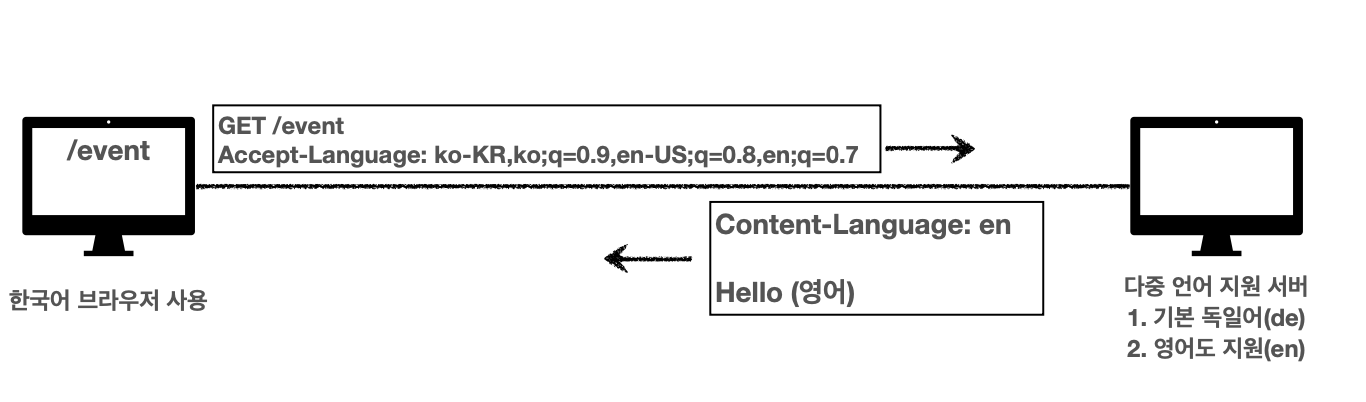 /event
GET /event
Accept-Language: ko-KR,ko;q=0.9,en-US;q=0.8,en;q=0.7
Content-Language: en
Hello (영어)
한국어 브라우저 사용
다중 언어 지원 서버
1. 기본 독일어(de)
2. 영어도 지원(en)